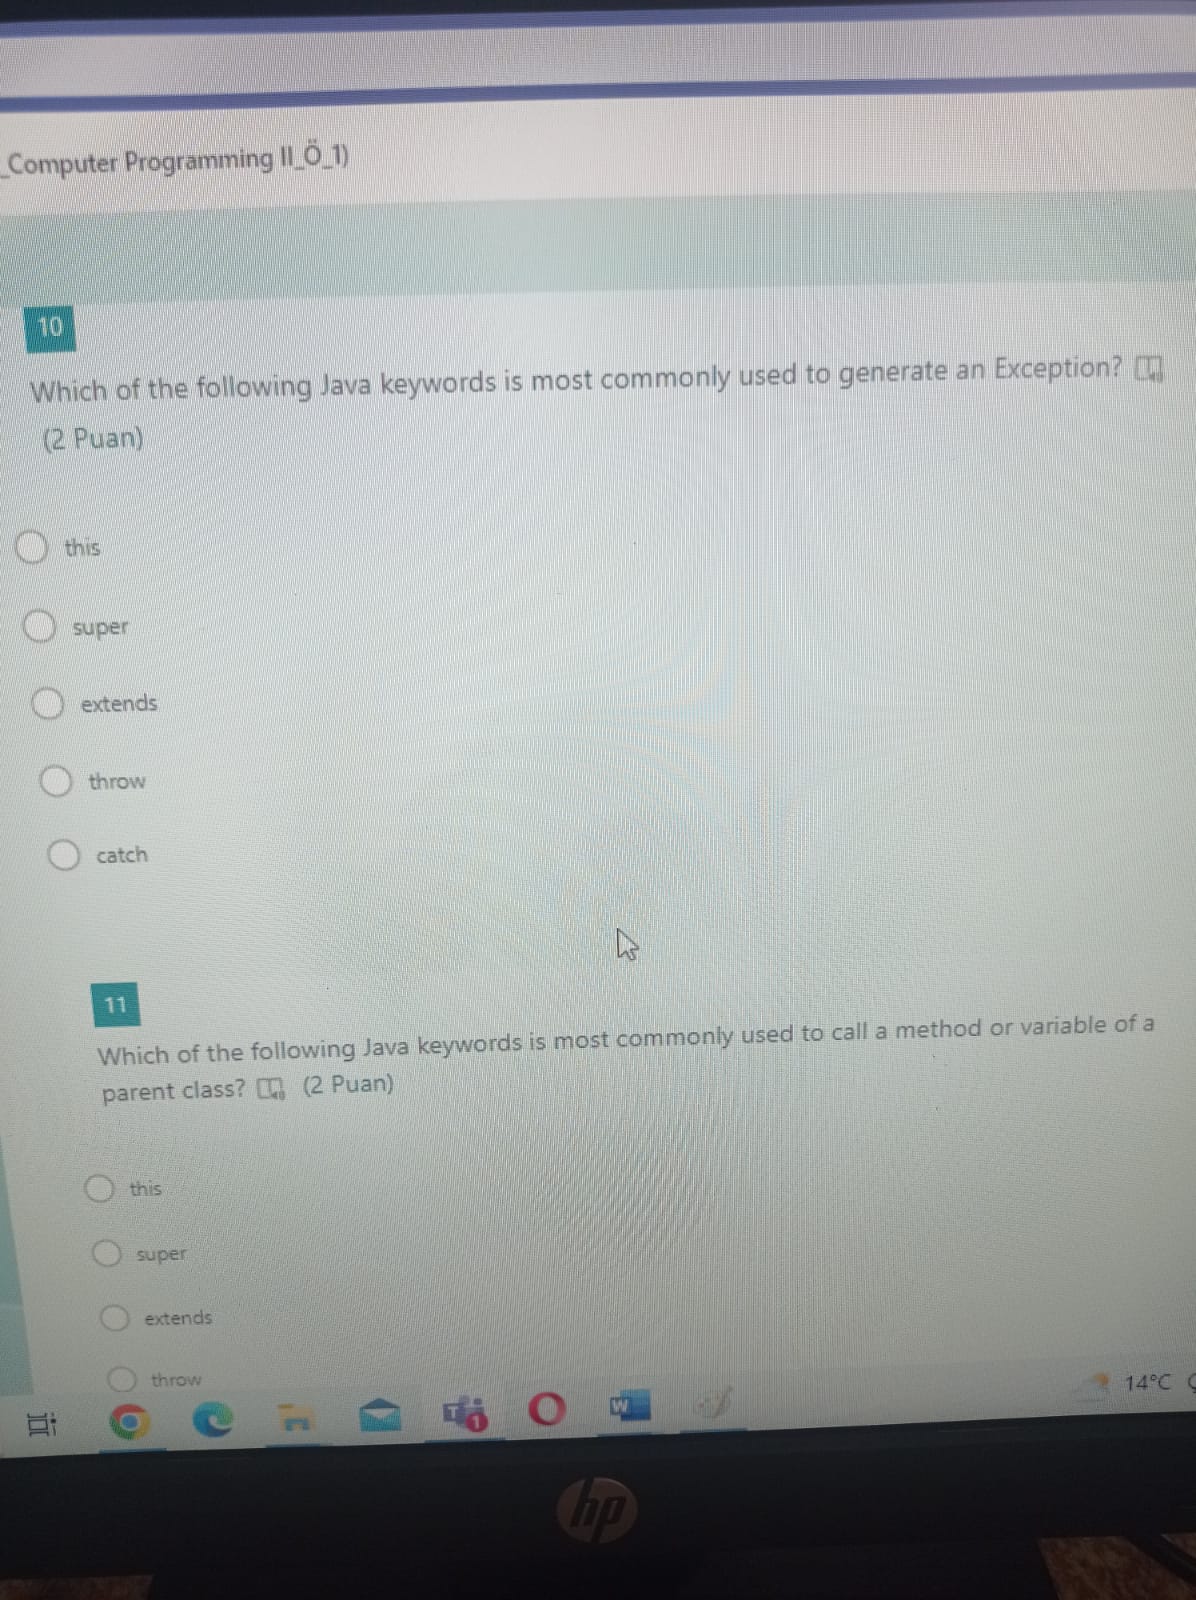 _Computer Programming II_Ö_1)
10
Which of the following Java keywords is most commonly used to generate an Exception?
(2 Puan)
this
super
extends
throw
catch
11
Which of the following Java keywords is most commonly used to call a method or variable of a
parent class? (2 Puan)
this
super
extends
throw
T 1 W 14°C
hp